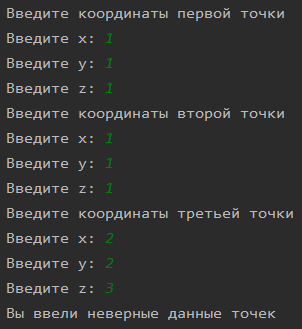 Введите координаты первой точки
Введите x: 1
Введите y: 1
Введите z: 1
Введите координаты второй точки
Введите x: 1
Введите y: 1
Введите z: 1
Введите координаты третьей точки
Введите x: 2
Введите y: 2
Введите z: 3
Вы ввели неверные данные точек